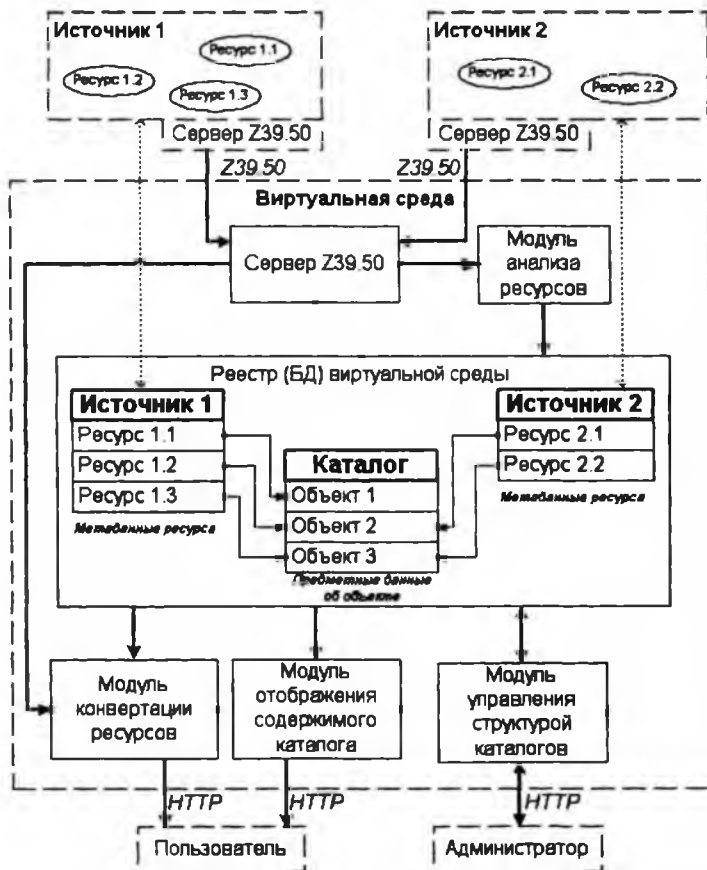 Источник 1
Ресурс 1.1
Ресурс 1.2
Ресурс 1.3
Сервер Z39.50
Источник 2
Ресурс 2.1
Ресурс 2.2
Сервер Z39.50
Z39.50
Z39.50
Виртуальная среда
Сервер Z39.50
Модуль
анализа
ресурсов
Реестр (БД) виртуальной среды
Источник 1
Ресурс 1.1
Ресурс 1.2
Ресурс 1.3
Метаданные ресурса
Каталог
Объект 1
Объект 2
Объект 3
Предметные данные
об объекте
Источник 2
Ресурс 2.1
Ресурс 2.2
Метаданные ресурса
Модуль
конвертации
ресурсов
Модуль
отображения
содержимого
каталога
Модуль
управления
структурой
каталогов
HTTP
HTTP
HTTP
Пользователь
Администратор